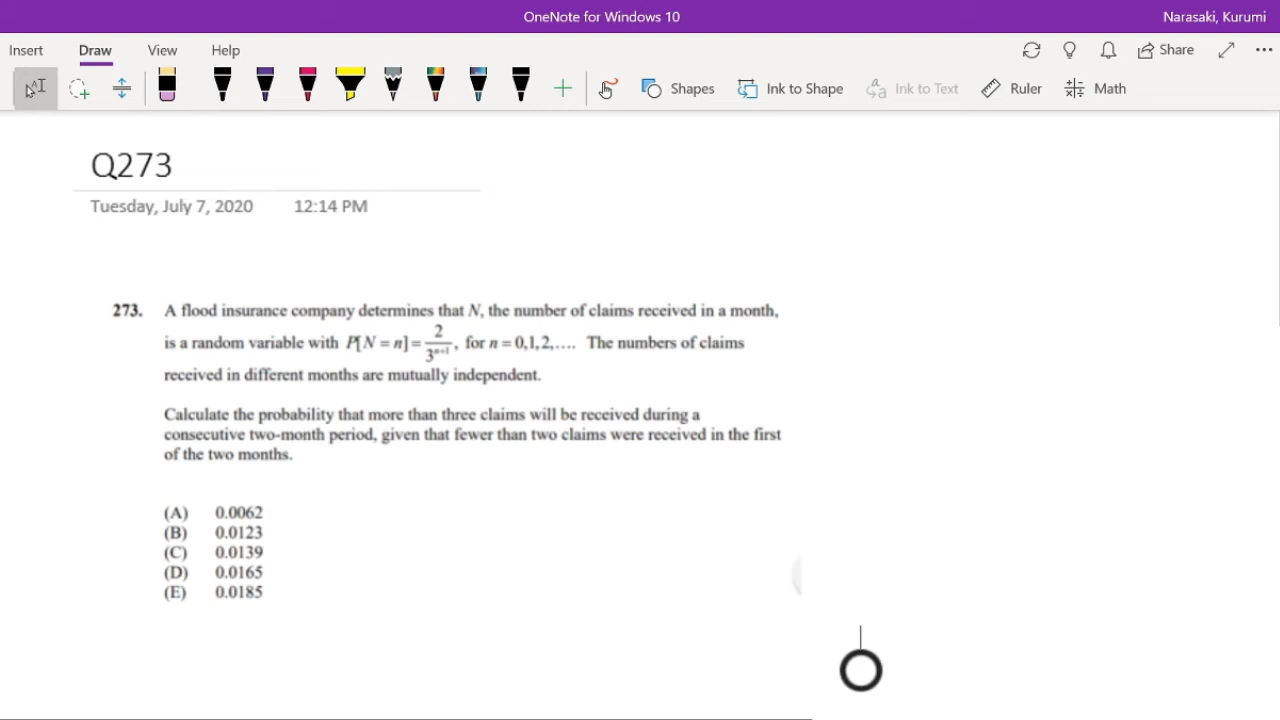 OneNote for Windows 10
Narasaki, Kurumi
Insert Draw View Help
Share
Shapes Ink to Shape Ink to Text Ruler Math
Q273
Tuesday, July 7, 2020 12:14 PM
273. A flood insurance company determines that N, the number of claims received in a month,
is a random variable with P[N = n] = 2/3^(n+1), for n = 0,1,2,…. The numbers of claims
received in different months are mutually independent.
Calculate the probability that more than three claims will be received during a
consecutive two-month period, given that fewer than two claims were received in the first
of the two months.
(A) 0.0062
(B) 0.0123
(C) 0.0139
(D) 0.0165
(E) 0.0185